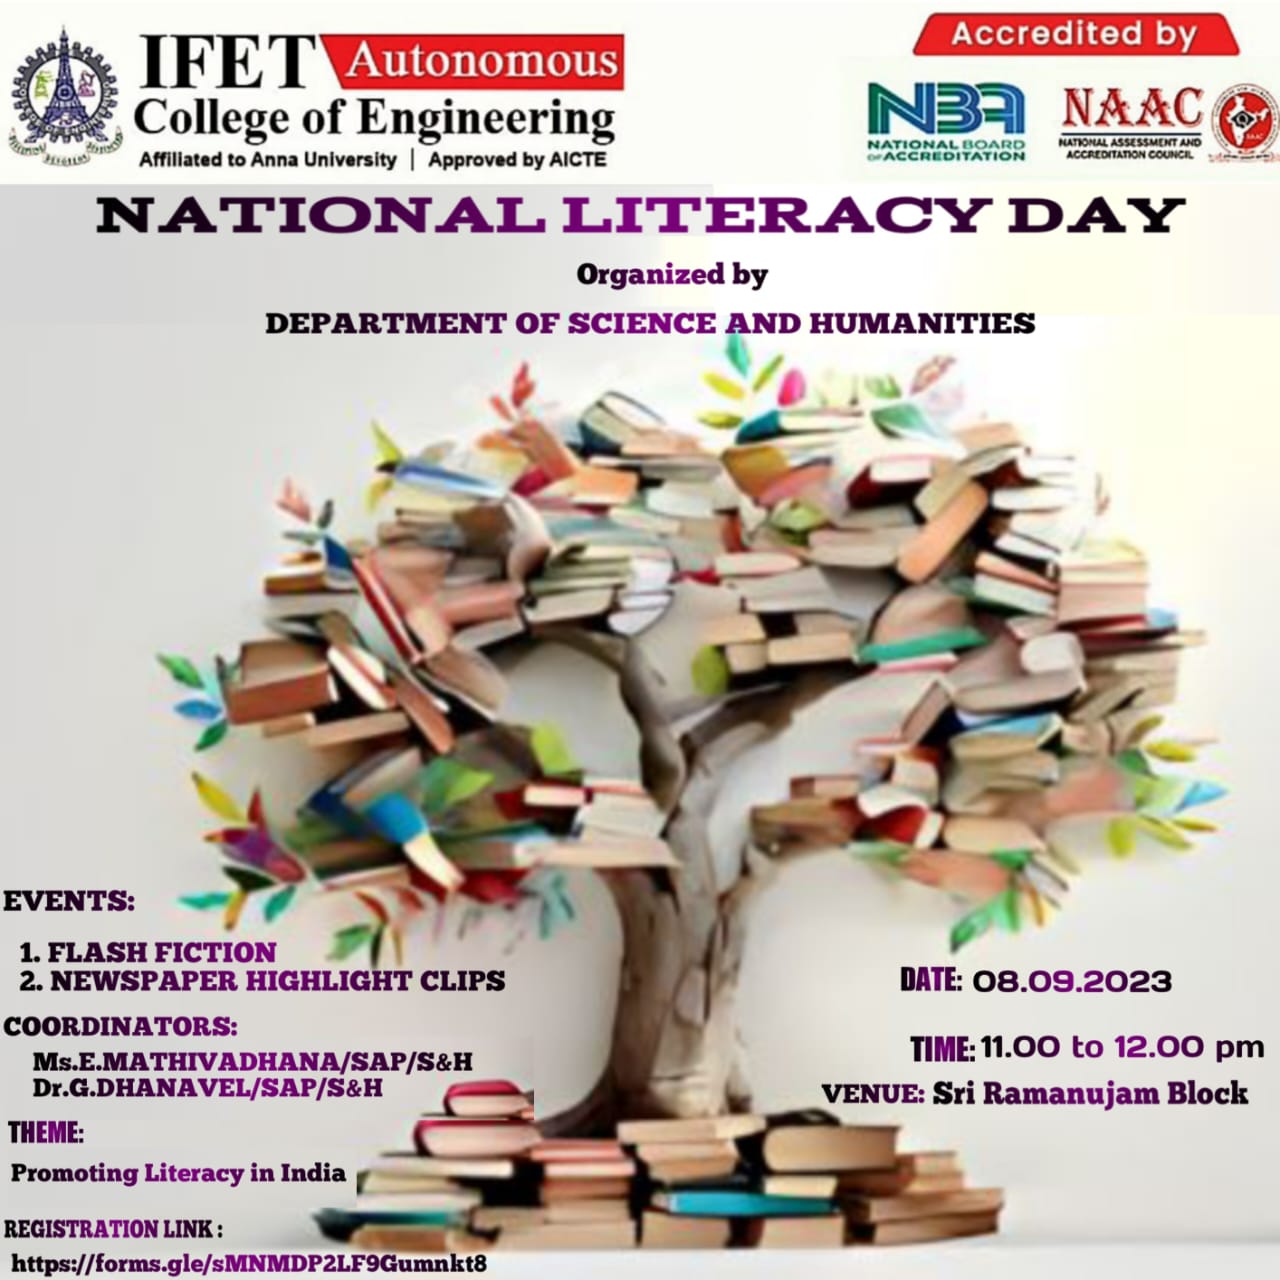 IFET Autonomous
College of Engineering
Affiliated to Anna University | Approved by AICTE
Accredited by
NBA
NATIONAL BOARD
OF ACCREDITATION
NAAC
NATIONAL ASSESSMENT AND
ACCREDITATION COUNCIL
NATIONAL LITERACY DAY
Organized by
DEPARTMENT OF SCIENCE AND HUMANITIES
EVENTS:
1. FLASH FICTION
2. NEWSPAPER HIGHLIGHT CLIPS
COORDINATORS:
Ms.E.MATHIVADHANA/SAP/S&H
Dr.G.DHANAVEL/SAP/S&H
THEME:
Promoting Literacy in India
REGISTRATION LINK :
https://forms.gle/sMNMDP2LF9Gumnkt8
DATE: 08.09.2023
TIME: 11.00 to 12.00 pm
VENUE: Sri Ramanujam Block